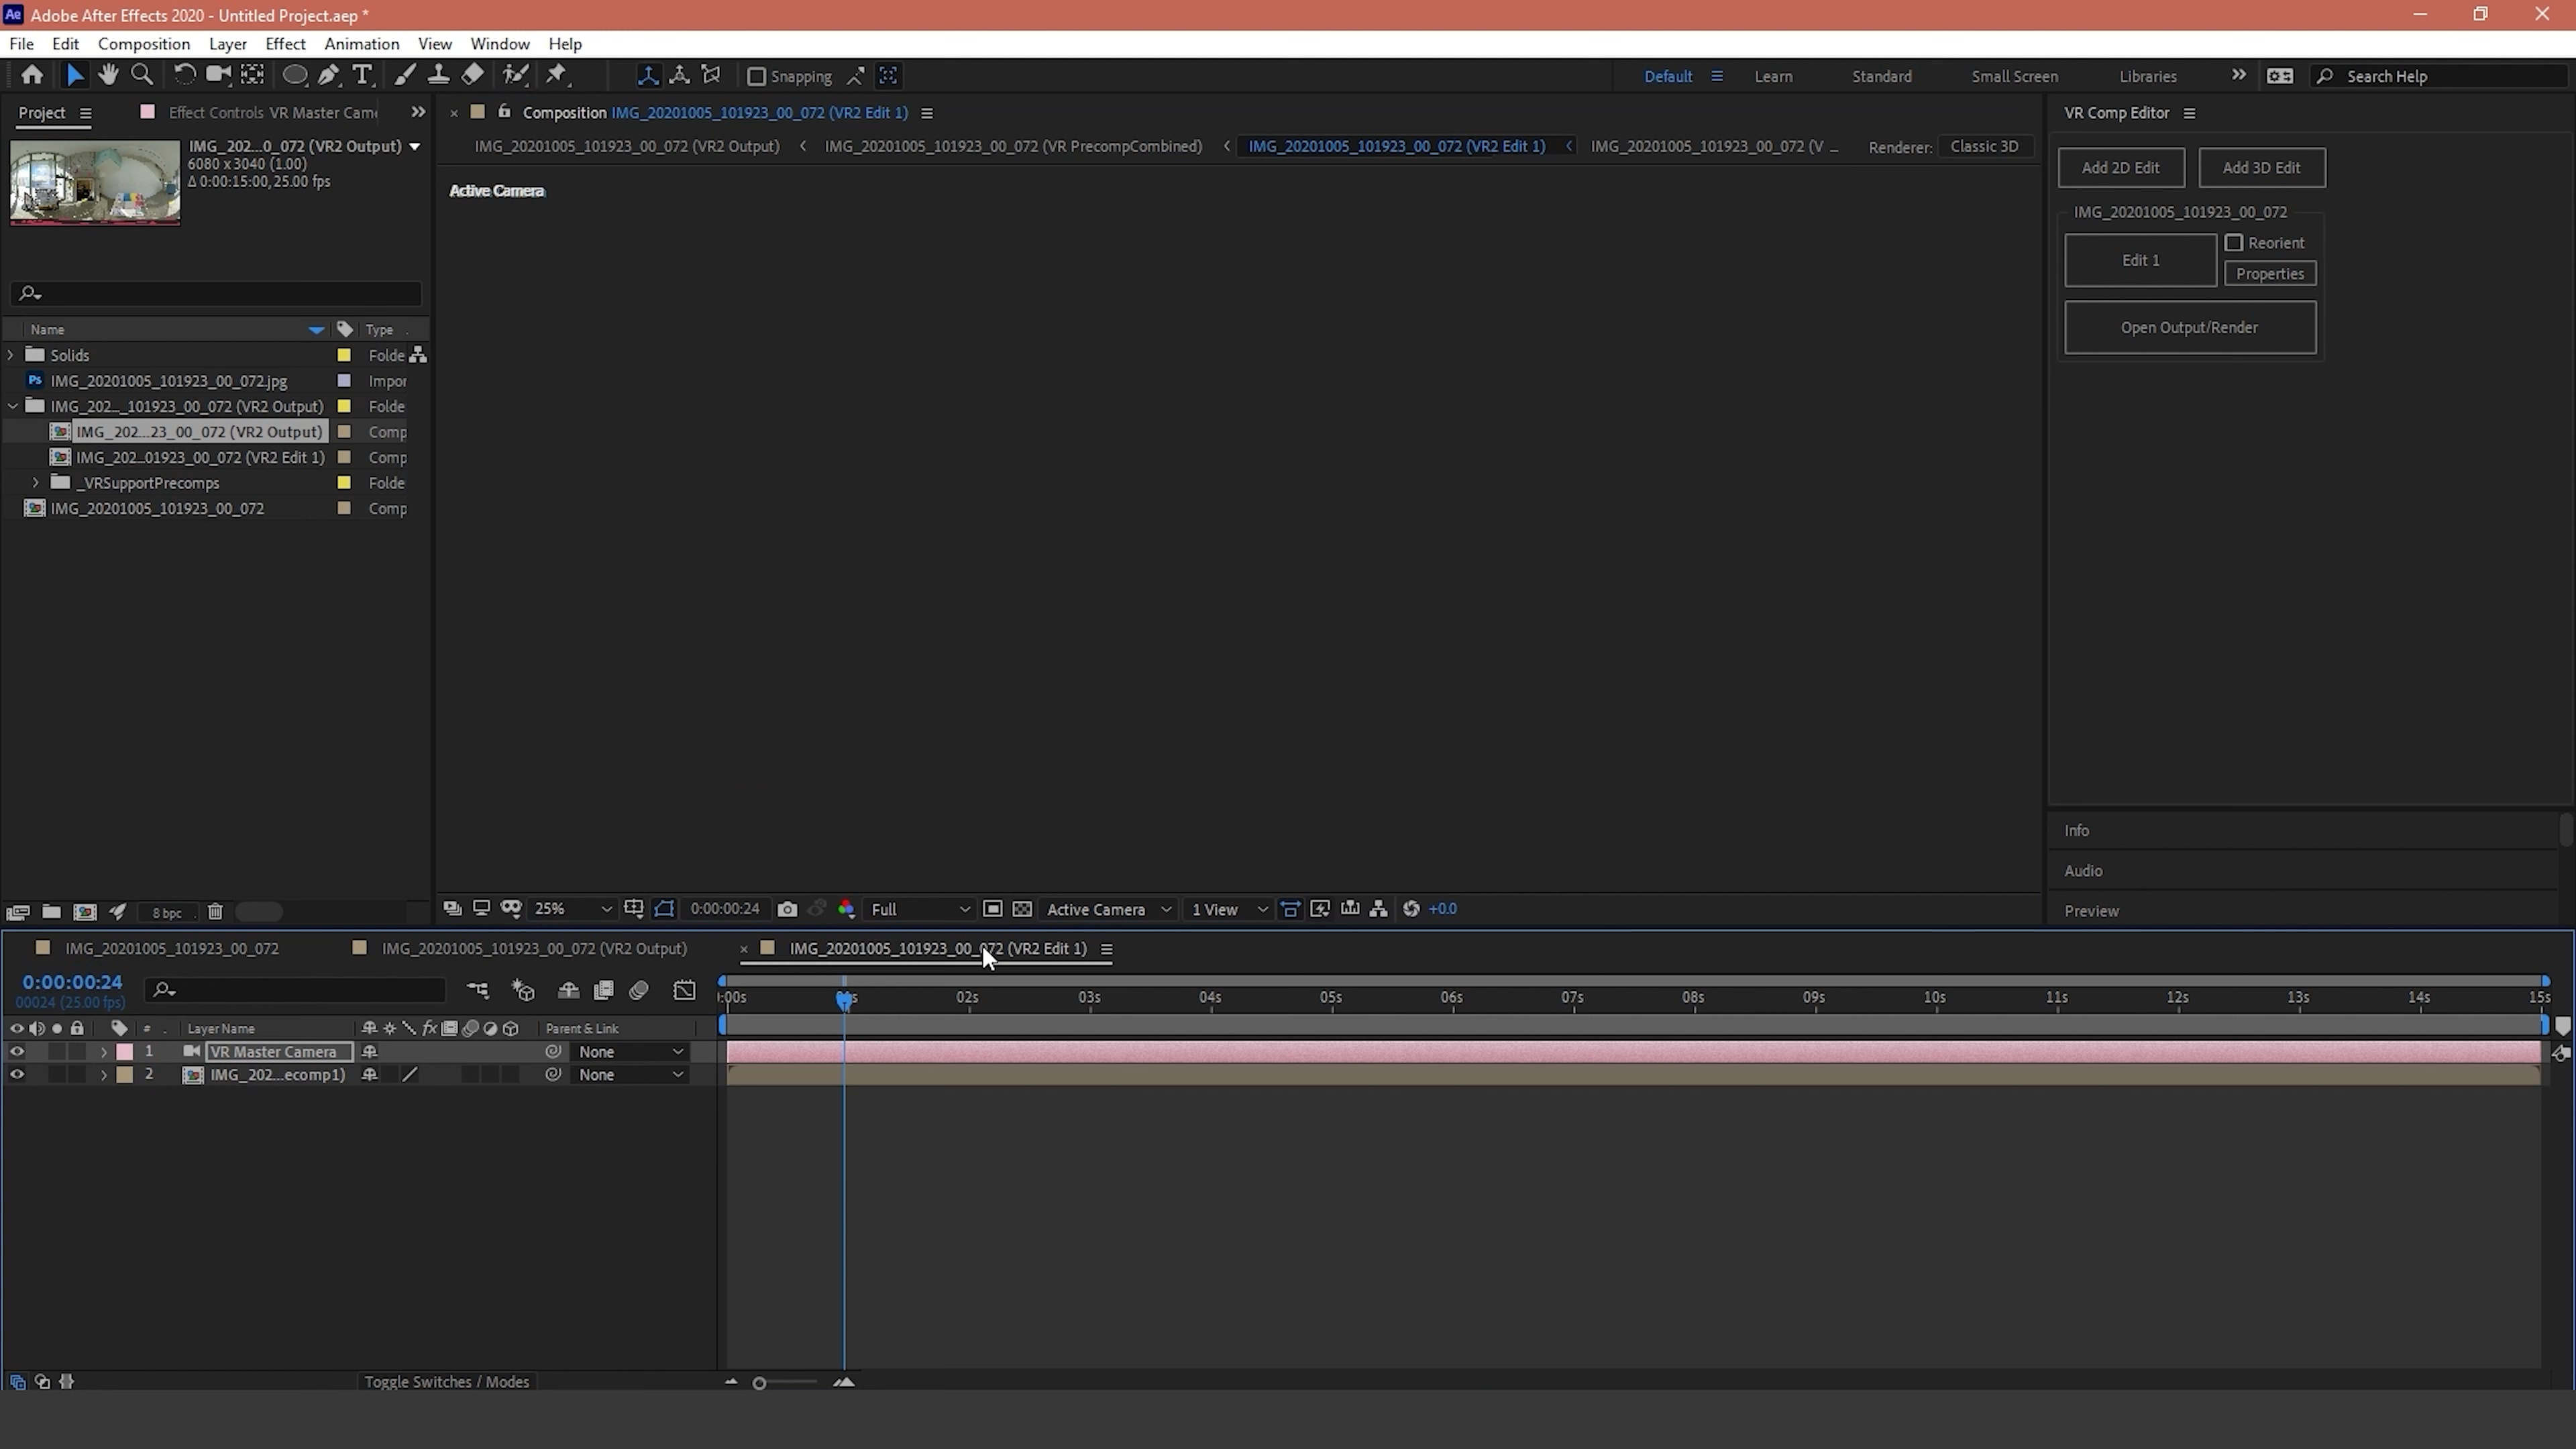 Ae Adobe After Effects 2020 - Untitled Project.aep *
File Edit Composition Layer Effect Animation View Window Help
Snapping Default Learn Standard Small Screen Libraries Search Help
Project Effect Controls VR Master Came
Composition IMG_20201005_101923_00_072 (VR2 Edit 1)
VR Comp Editor
IMG_202...0_072 (VR2 Output)
6080 x 3040 (1.00)
Δ 0:00:15:00, 25.00 fps
IMG_20201005_101923_00_072 (VR2 Output) IMG_20201005_101923_00_072 (VR PrecompCombined) IMG_20201005_101923_00_072 (VR2 Edit 1) IMG_20201005_101923_00_072 (V ... Renderer: Classic 3D
Active Camera
Add 2D Edit Add 3D Edit
IMG_20201005_101923_00_072
Edit 1 Reorient
Properties
Open Output/Render
Name Type
Solids Folde
Ps IMG_20201005_101923_00_072.jpg Impor
IMG_202..._101923_00_072 (VR2 Output) Folde
IMG_202...23_00_072 (VR2 Output) Comp
IMG_202...01923_00_072 (VR2 Edit 1) Comp
_VRSupportPrecomps Folde
IMG_20201005_101923_00_072 Comp
Info
Audio
Preview
8 bpc
25% 0:00:00:24 Full Active Camera 1 View +0.0
IMG_20201005_101923_00_072 IMG_20201005_101923_00_072 (VR2 Output) IMG_20201005_101923_00_072 (VR2 Edit 1)
0:00:00:24
00024 (25.00 fps)
):00s 02s 03s 04s 05s 06s 07s 08s 09s 10s 11s 12s 13s 14s 15s
# Layer Name fx Parent & Link
1 VR Master Camera None
2 IMG_202...ecomp1) None
Toggle Switches / Modes